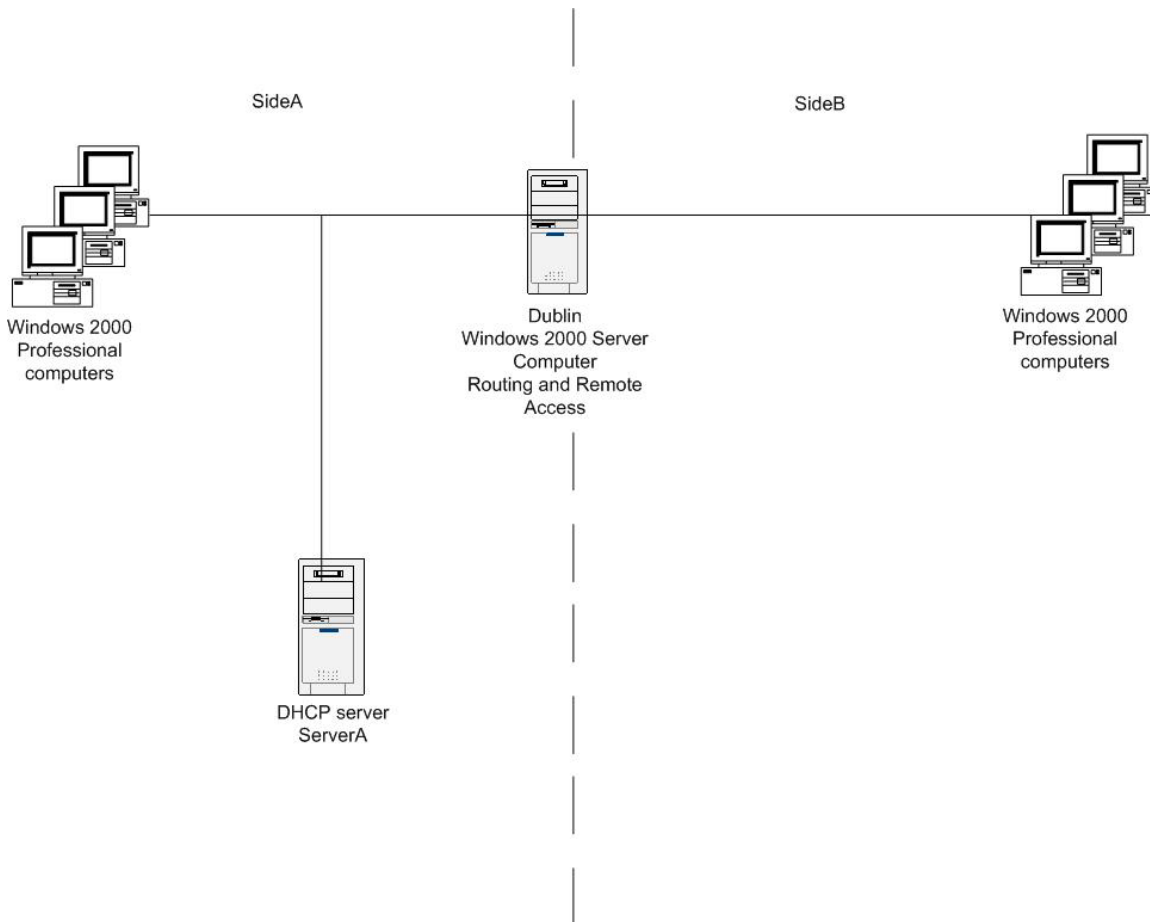 SideA
SideB
Windows 2000
Professional
computers
Dublin
Windows 2000 Server
Computer
Routing and Remote
Access
Windows 2000
Professional
computers
DHCP server
ServerA